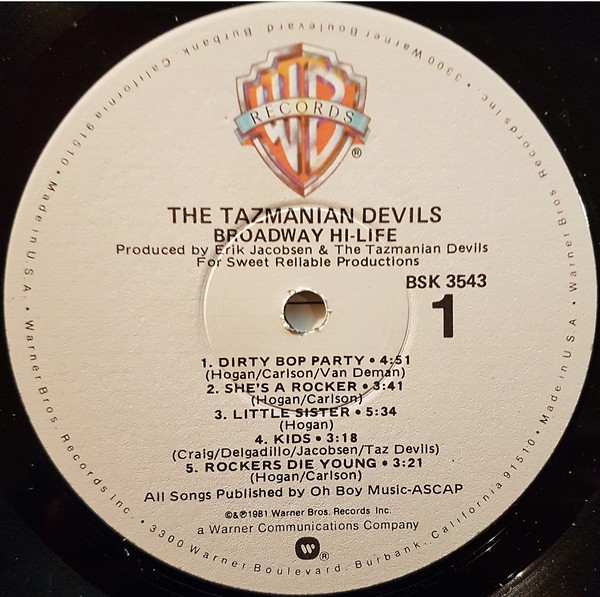 WB
RECORDS
®
THE TAZMANIAN DEVILS
BROADWAY HI-LIFE
Produced by Erik Jacobsen & The Tazmanian Devils
For Sweet Reliable Productions
BSK 3543
1
1. DIRTY BOP PARTY • 4:51
(Hogan/Carlson/Van Deman)
2. SHE'S A ROCKER • 3:41
(Hogan/Carlson)
3. LITTLE SISTER • 5:34
(Hogan)
4. KIDS • 3:18
(Craig/Delgadillo/Jacobsen/Taz Devils)
5. ROCKERS DIE YOUNG • 3:21
(Hogan/Carlson)
All Songs Published by Oh Boy Music-ASCAP
©&℗1981 Warner Bros. Records Inc.
a Warner Communications Company
W®
Made in U.S.A. • Warner Bros. Records Inc. • 3300 Warner Boulevard, Burbank, California 91510 • Made in U.S.A. • Warner Bros. Records Inc. • 3300 Warner Boulevard, Burbank, California 91510 •